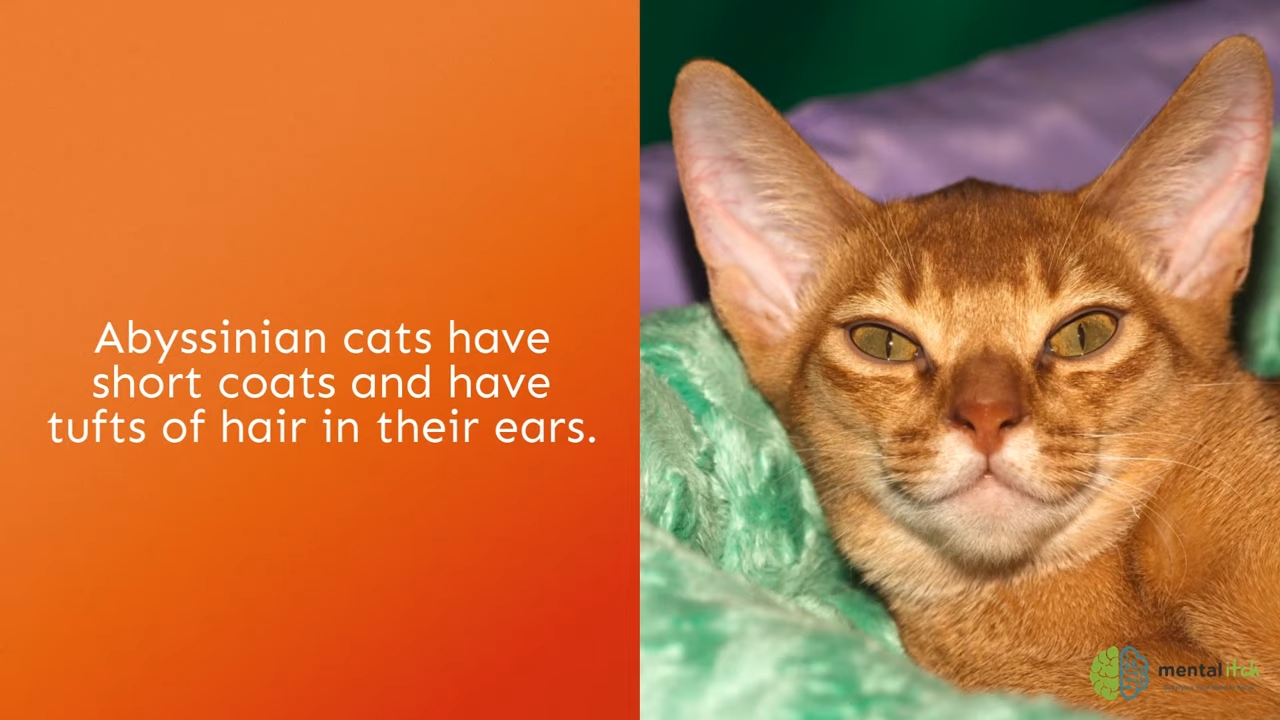 Abyssinian cats have
short coats and have
tufts of hair in their ears.
mental itch